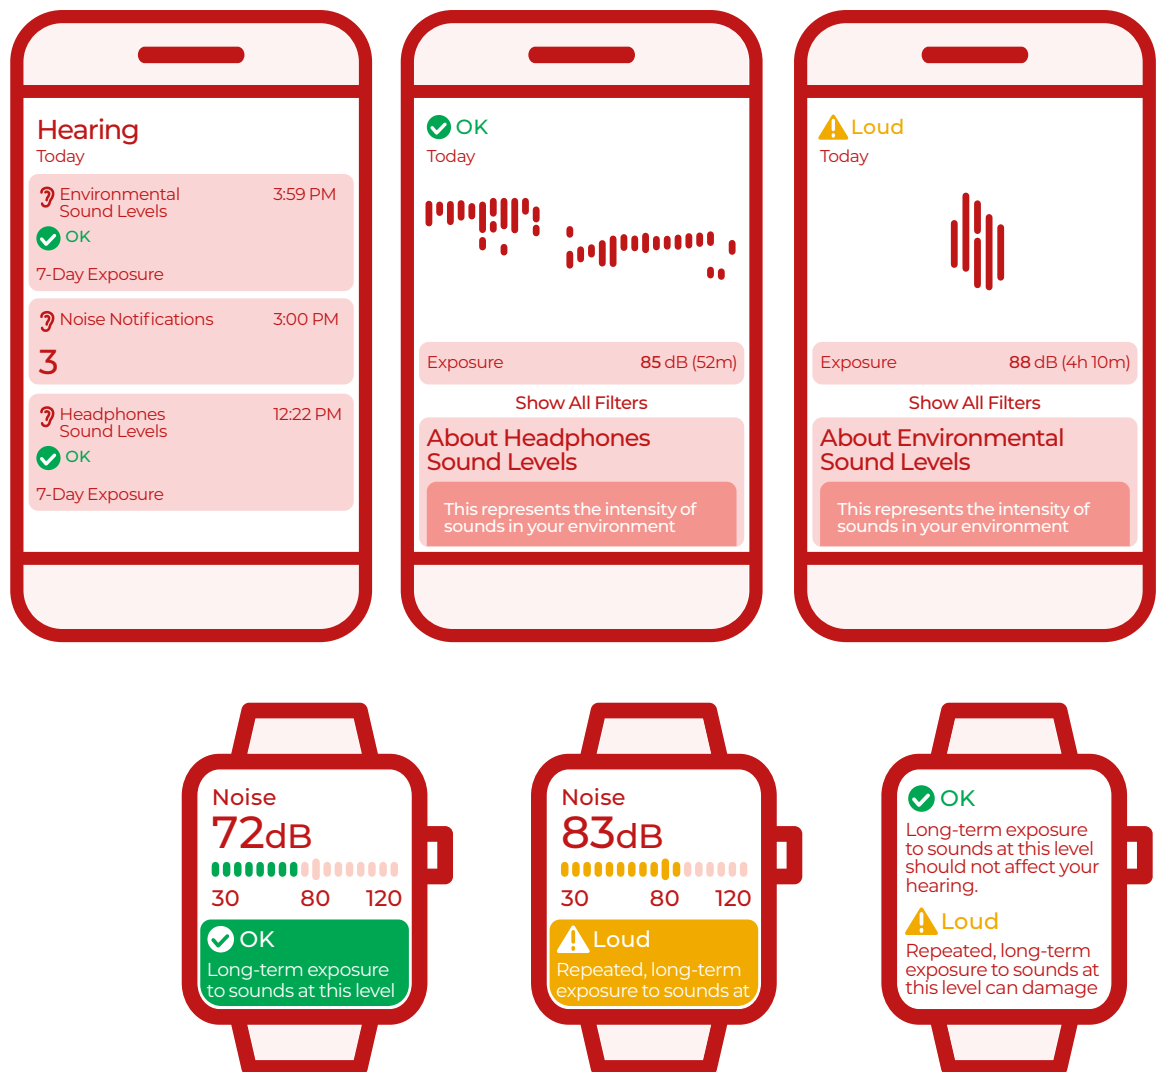 Hearing
Today
Environmental 3:59 PM
Sound Levels
OK
7-Day Exposure
Noise Notifications 3:00 PM
3
Headphones 12:22 PM
Sound Levels
OK
7-Day Exposure
OK
Today
Exposure 85 dB (52m)
Show All Filters
About Headphones
Sound Levels
This represents the intensity of
sounds in your environment
Loud
Today
Exposure 88 dB (4h 10m)
Show All Filters
About Environmental
Sound Levels
This represents the intensity of
sounds in your environment
Noise
72dB
30 80 120
OK
Long-term exposure
to sounds at this level
Noise
83dB
30 80 120
Loud
Repeated, long-term
exposure to sounds at
OK
Long-term exposure
to sounds at this level
should not affect your
hearing.
Loud
Repeated, long-term
exposure to sounds at
this level can damage